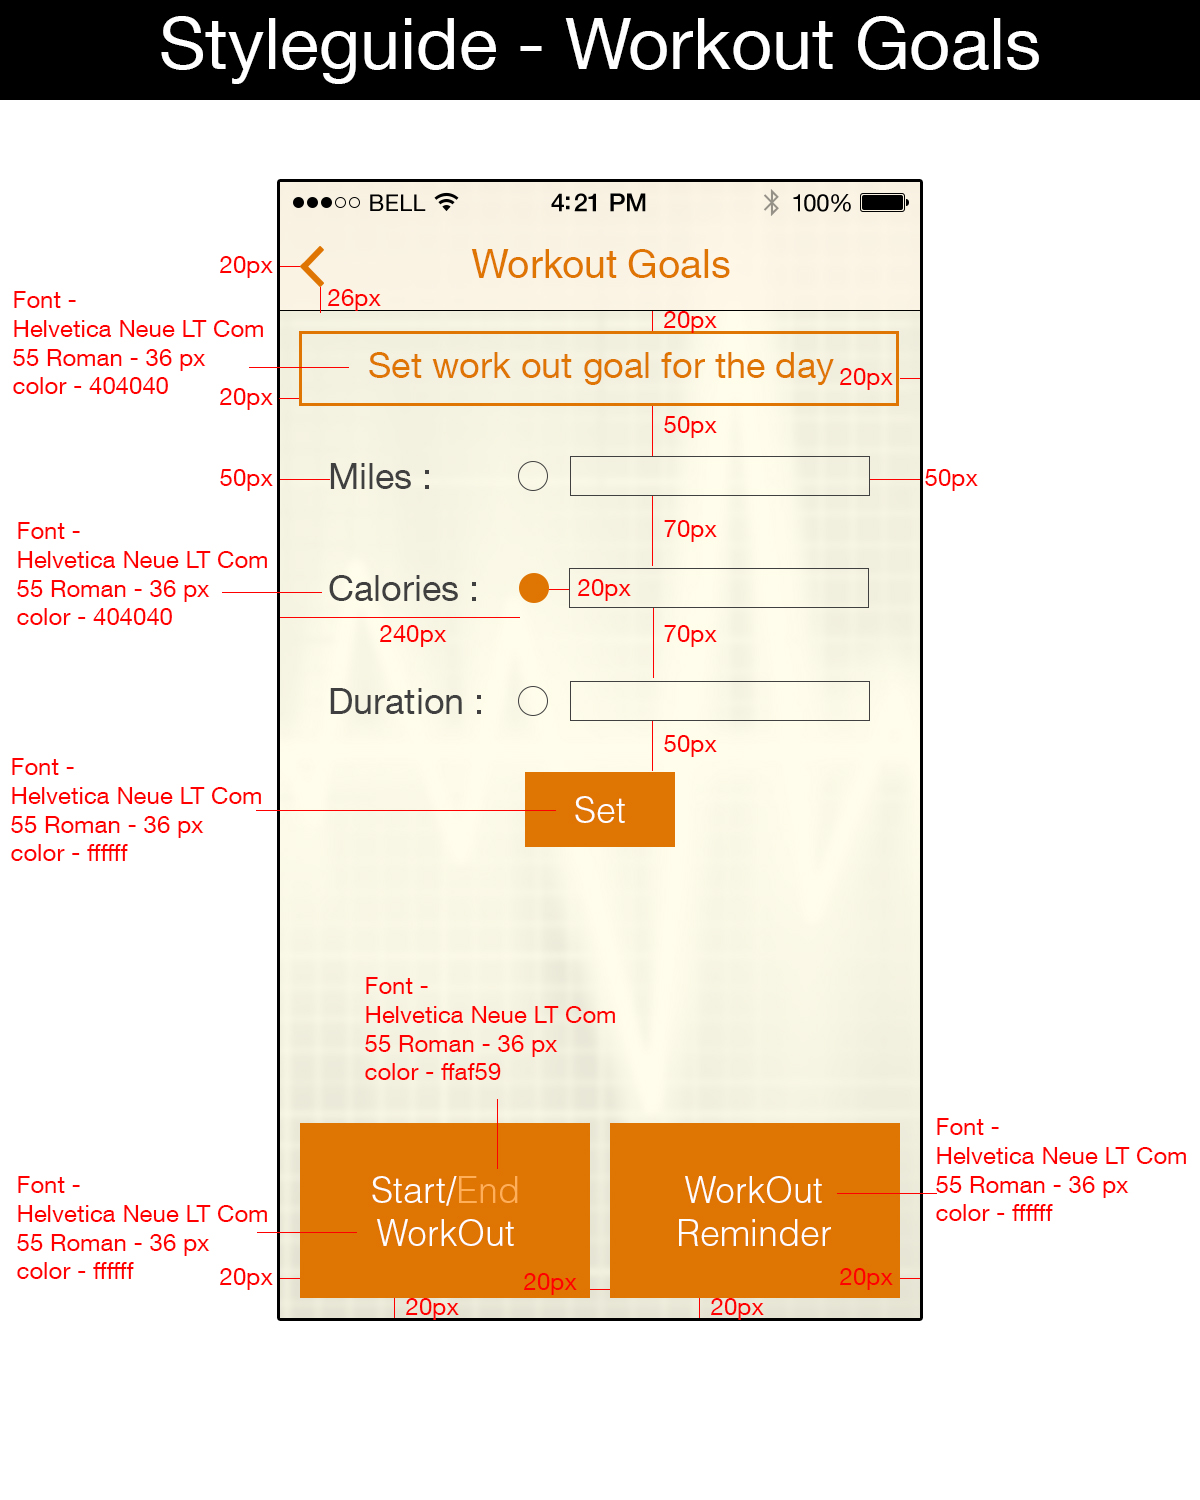 Styleguide - Workout Goals
BELL 4:21 PM 100%
20px
Workout Goals
26px
Font -
Helvetica Neue LT Com
55 Roman - 36 px
color - 404040
20px
Set work out goal for the day
20px
20px
50px
50px
Miles :
50px
70px
Font -
Helvetica Neue LT Com
55 Roman - 36 px
color - 404040
Calories :
20px
240px
70px
Duration :
50px
Font -
Helvetica Neue LT Com
55 Roman - 36 px
color - ffffff
Set
Font -
Helvetica Neue LT Com
55 Roman - 36 px
color - ffaf59
Font -
Helvetica Neue LT Com
55 Roman - 36 px
color - ffffff
Start/End
WorkOut
WorkOut
Reminder
Font -
Helvetica Neue LT Com
55 Roman - 36 px
color - ffffff
20px
20px
20px
20px
20px